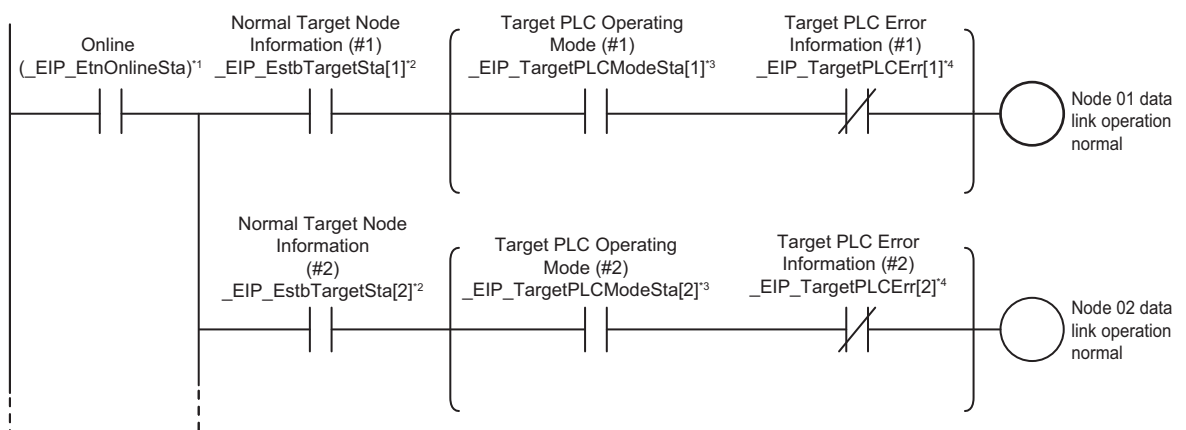 Online
(_EIP_EtnOnlineSta)*1
Normal Target Node
Information (#1)
_EIP_EstbTargetSta[1]*2
Target PLC Operating
Mode (#1)
_EIP_TargetPLCModeSta[1]*3
Target PLC Error
Information (#1)
_EIP_TargetPLCErr[1]*4
Node 01 data
link operation
normal
Normal Target Node
Information
(#2)
_EIP_EstbTargetSta[2]*2
Target PLC Operating
Mode (#2)
_EIP_TargetPLCModeSta[2]*3
Target PLC Error
Information (#2)
_EIP_TargetPLCErr[2]*4
Node 02 data
link operation
normal